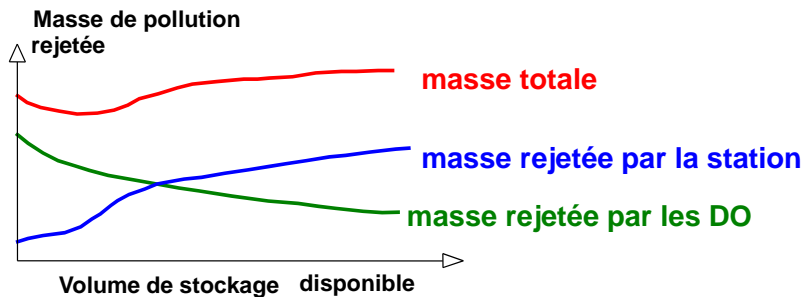 Masse de pollution
rejetée
masse totale
masse rejetée par la station
masse rejetée par les DO
Volume de stockage disponible